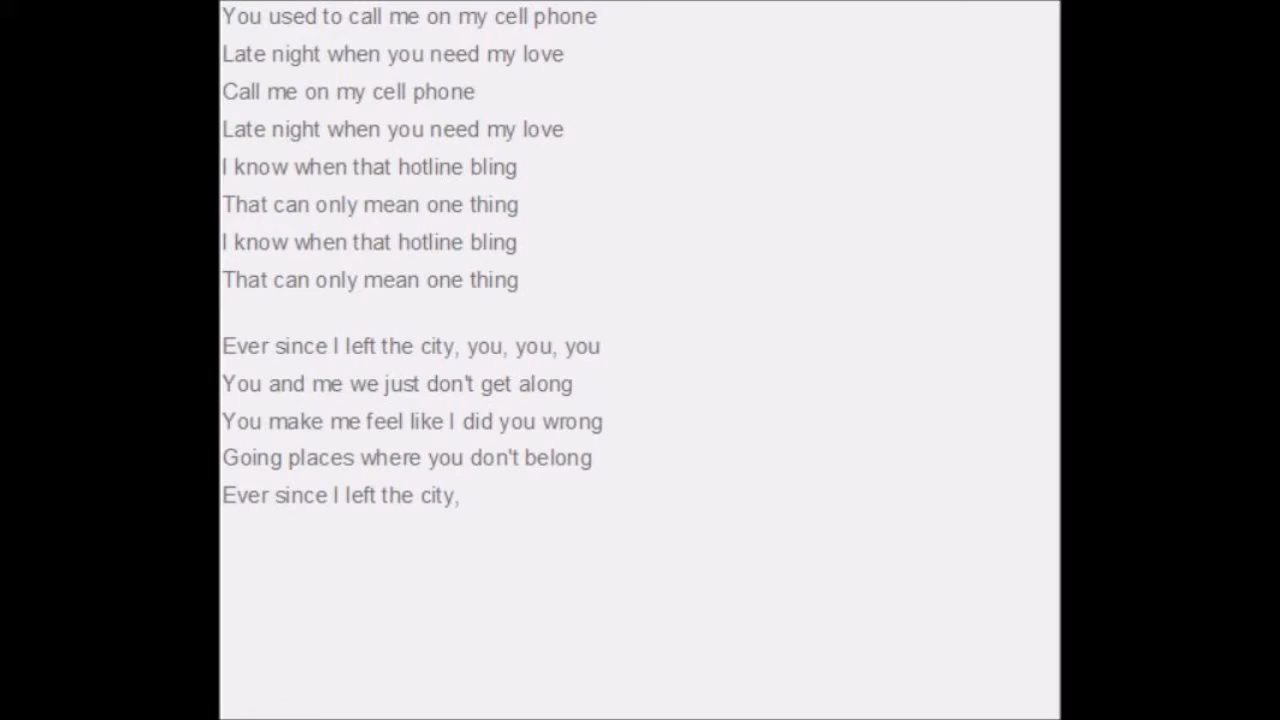 You used to call me on my cell phone
Late night when you need my love
Call me on my cell phone
Late night when you need my love
I know when that hotline bling
That can only mean one thing
I know when that hotline bling
That can only mean one thing
Ever since I left the city, you, you, you
You and me we just don't get along
You make me feel like I did you wrong
Going places where you don't belong
Ever since I left the city,